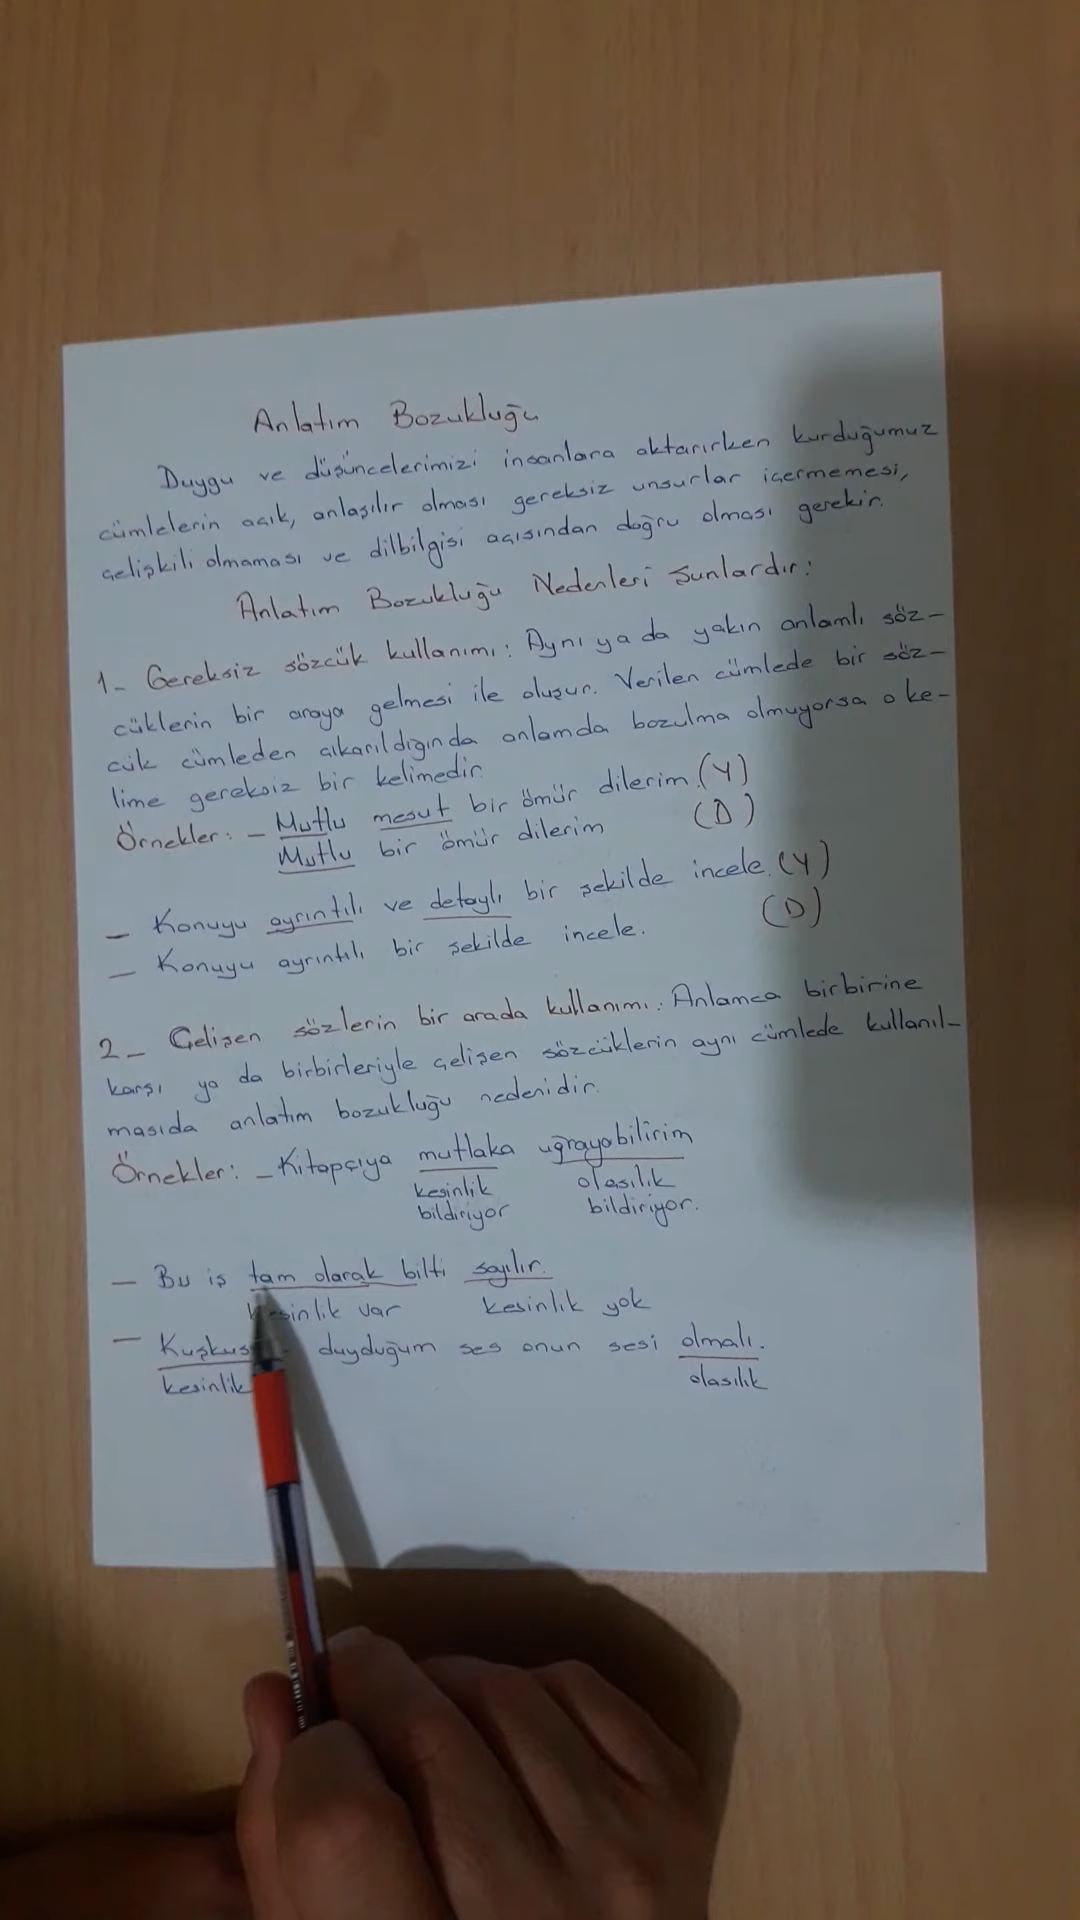 Anlatım Bozukluğu
Duygu ve düşüncelerimizi insanlara aktarırken kurduğumuz
cümlelerin açık, anlaşılır olması gereksiz unsurlar içermemesi,
çelişkili olmaması ve dilbilgisi açısından doğru olması gerekir.
Anlatım Bozukluğu Nedenleri Şunlardır:
1- Gereksiz sözcük kullanımı: Aynı ya da yakın anlamlı söz-
cüklerin bir araya gelmesi ile oluşur. Verilen cümlede bir söz-
cük cümleden çıkarıldığında anlamda bozulma olmuyorsa o ke-
lime gereksiz bir kelimedir.
Örnekler: - Mutlu mesut bir ömür dilerim. (Y)
Mutlu bir ömür dilerim (D)
- Konuyu ayrıntılı ve detaylı bir şekilde incele. (Y)
- Konuyu ayrıntılı bir şekilde incele. (D)
2- Çelişen sözlerin bir arada kullanımı: Anlamca birbirine
karşı ya da birbirleriyle çelişen sözcüklerin aynı cümlede kullanıl-
masıda anlatım bozukluğu nedenidir.
Örnekler: - Kitapçıya mutlaka uğrayabilirim
kesinlik olasılık
bildiriyor bildiriyor.
- Bu iş tam olarak bitti sayılır.
kesinlik var kesinlik yok
- duyduğum ses onun sesi olmalı.
kesinlik olasılık